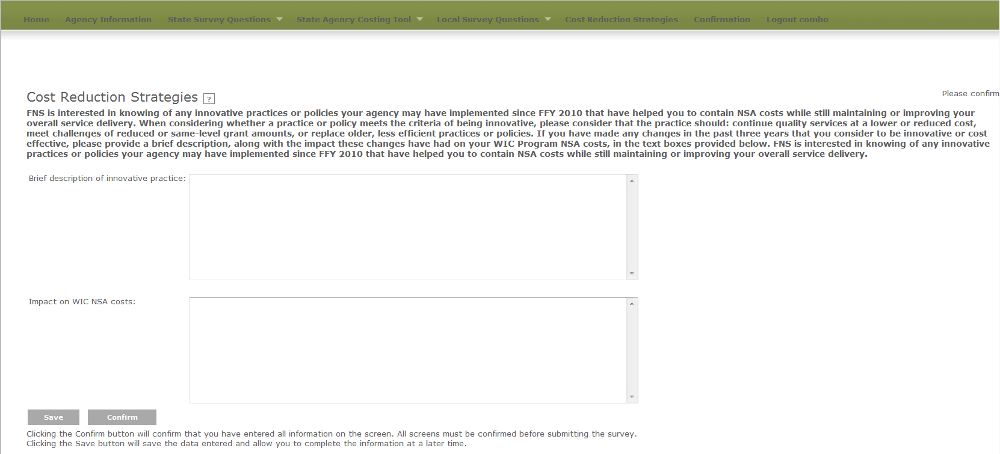 Home Agency Information State Survey Questions State Agency Costing Tool Local Survey Questions Cost Reduction Strategies Confirmation Logout combo
Please confirm
Cost Reduction Strategies ?
FNS is interested in knowing of any innovative practices or policies your agency may have implemented since FFY 2010 that have helped you to contain NSA costs while still maintaining or improving your
overall service delivery. When considering whether a practice or policy meets the criteria of being innovative, please consider that the practice should: continue quality services at a lower or reduced cost,
meet challenges of reduced or same-level grant amounts, or replace older, less efficient practices or policies. If you have made any changes in the past three years that you consider to be innovative or cost
effective, please provide a brief description, along with the impact these changes have had on your WIC Program NSA costs, in the text boxes provided below. FNS is interested in knowing of any innovative
practices or policies your agency may have implemented since FFY 2010 that have helped you to contain NSA costs while still maintaining or improving your overall service delivery.
Brief description of innovative practice:
Impact on WIC NSA costs:
Save Confirm
Clicking the Confirm button will confirm that you have entered all information on the screen. All screens must be confirmed before submitting the survey.
Clicking the Save button will save the data entered and allow you to complete the information at a later time.